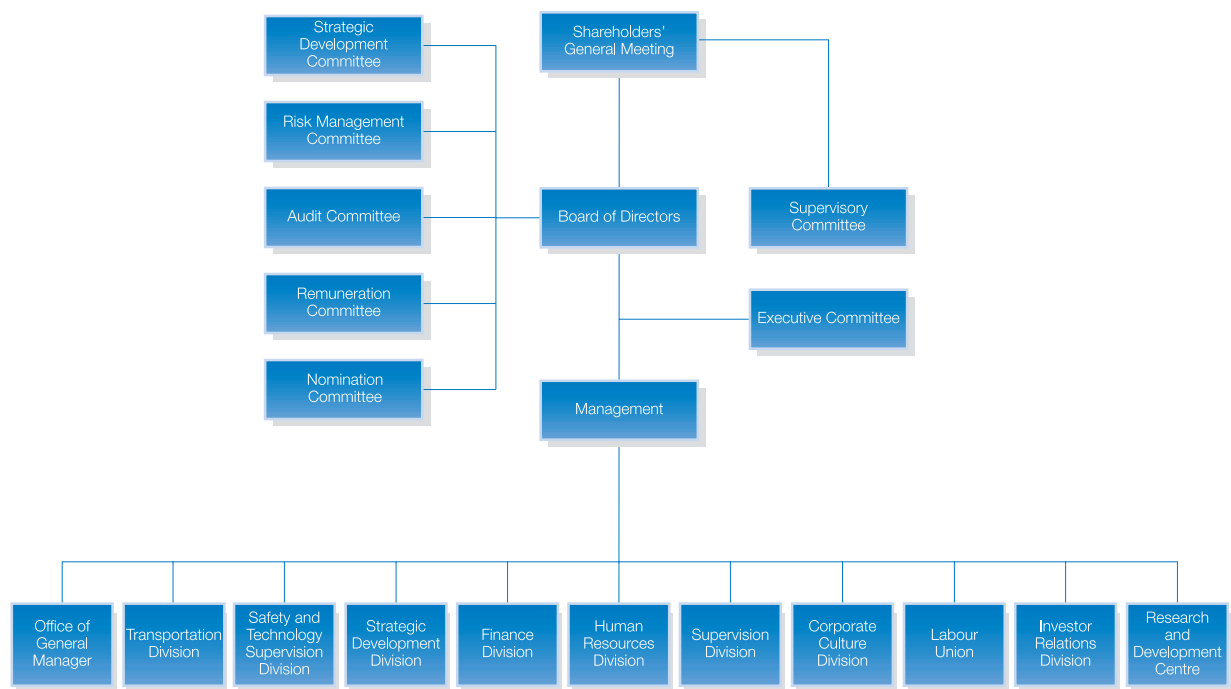 Strategic
Development
Committee
Shareholders'
General Meeting
Risk Management
Committee
Audit Committee
Board of Directors
Supervisory
Committee
Remuneration
Committee
Executive Committee
Nomination
Committee
Management
Office of
General
Manager
Transportation
Division
Safety and
Technology
Supervision
Division
Strategic
Development
Division
Finance
Division
Human
Resources
Division
Supervision
Division
Corporate
Culture
Division
Labour
Union
Investor
Relations
Division
Research
and
Development
Centre